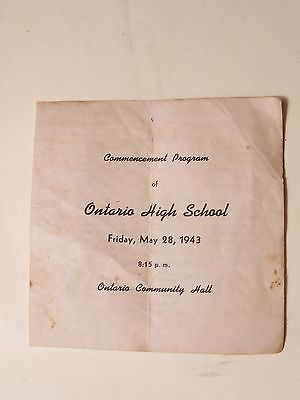 Commencement Program
of
Ontario High School
Friday, May 28, 1943
8:15 p. m.
Ontario Community Hall